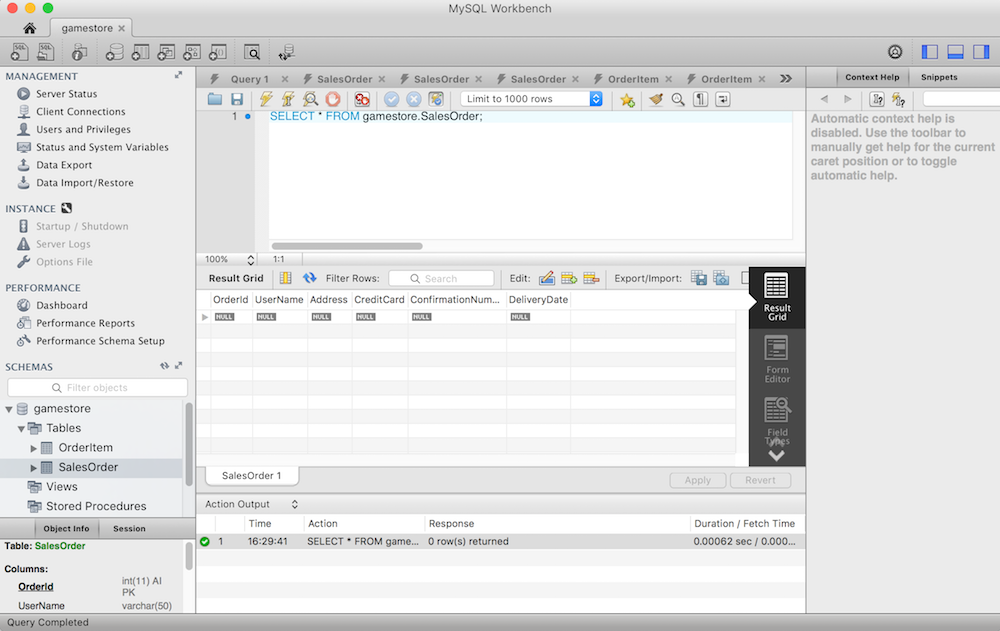 MySQL Workbench
gamestore
MANAGEMENT
Server Status
Client Connections
Users and Privileges
Status and System Variables
Data Export
Data Import/Restore
INSTANCE
Startup / Shutdown
Server Logs
Options File
PERFORMANCE
Dashboard
Performance Reports
Performance Schema Setup
SCHEMAS
Filter objects
gamestore
Tables
OrderItem
SalesOrder
Views
Stored Procedures
Object Info Session
Table: SalesOrder
Columns:
OrderId int(11) AI PK
UserName varchar(50)
Query 1 SalesOrder SalesOrder SalesOrder OrderItem OrderItem
Limit to 1000 rows
1 SELECT * FROM gamestore.SalesOrder;
100% 1:1
Result Grid Filter Rows: Search Edit: Export/Import:
OrderId UserName Address CreditCard ConfirmationNum... DeliveryDate
NULL NULL NULL NULL NULL NULL
Result Grid
Form Editor
Field Types
SalesOrder 1 Apply Revert
Action Output
Time Action Response Duration / Fetch Time
1 16:29:41 SELECT * FROM game... 0 row(s) returned 0.00062 sec / 0.000...
Context Help Snippets
Automatic context help is
disabled. Use the toolbar to
manually get help for the current
caret position or to toggle
automatic help.
Query Completed